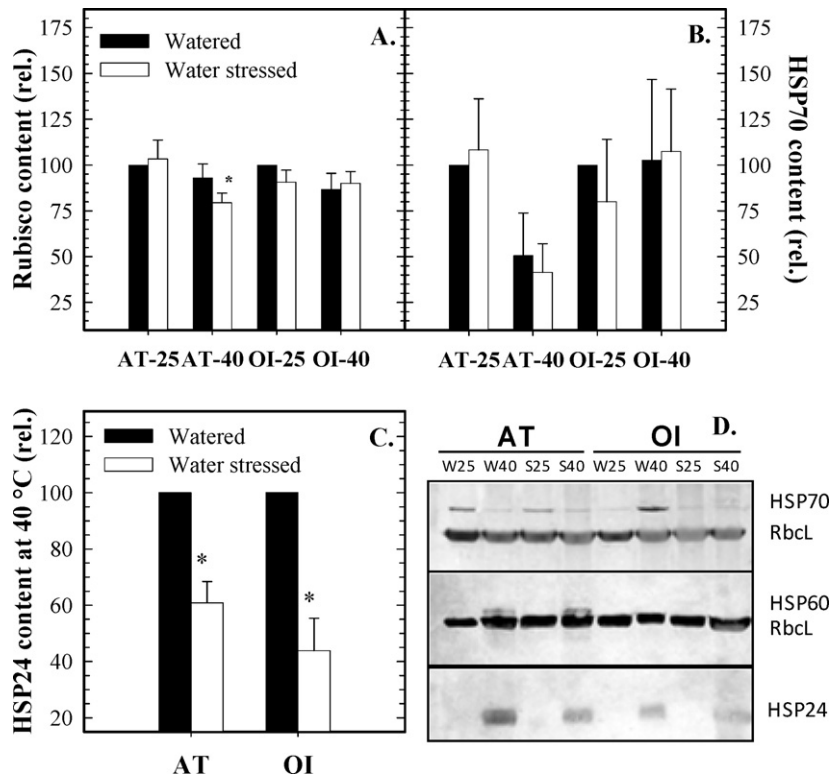 Rubisco content (rel.)
175
150
125
100
75
50
25
Watered
Water stressed
A.
AT-25 AT-40 OI-25 OI-40
B.
175
150
125
100
75
50
25
HSP70 content (rel.)
AT-25 AT-40 OI-25 OI-40
*
HSP24 content at 40 °C (rel.)
120
100
80
60
40
20
Watered
Water stressed
C.
*
*
AT OI
D.
AT OI
W25 W40 S25 S40 W25 W40 S25 S40
HSP70
RbcL
HSP60
RbcL
HSP24